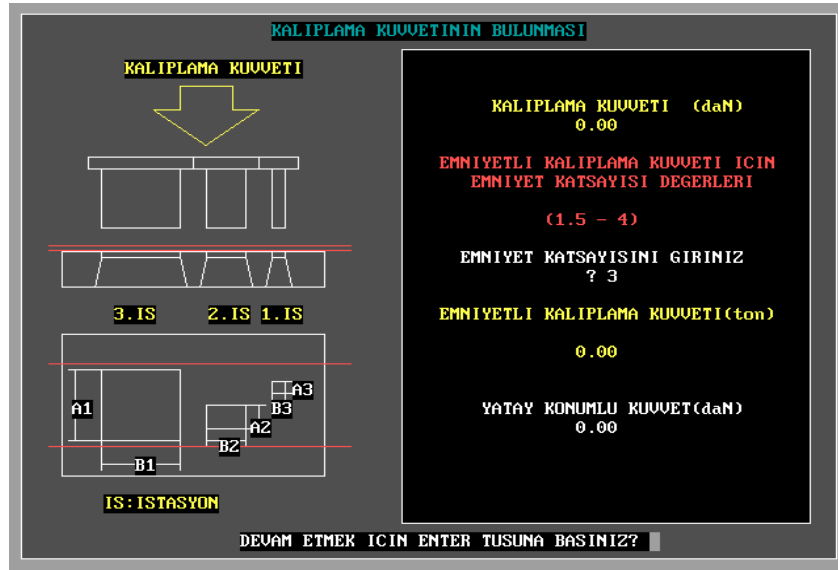 KALIPLAMA KUVVETININ BULUNMASI
KALIPLAMA KUVVETI
3.IS 2.IS 1.IS
A1
B1
B2
A2
B3
A3
IS:ISTASYON
KALIPLAMA KUVVETI (daN)
0.00
EMNIYETLI KALIPLAMA KUVVETI ICIN
EMNIYET KATSAYISI DEGERLERI
(1.5 - 4)
EMNIYET KATSAYISINI GIRINIZ
? 3
EMNIYETLI KALIPLAMA KUVVETI(ton)
0.00
YATAY KONUMLU KUVVET(daN)
0.00
DEVAM ETMEK ICIN ENTER TUSUNA BASINIZ?